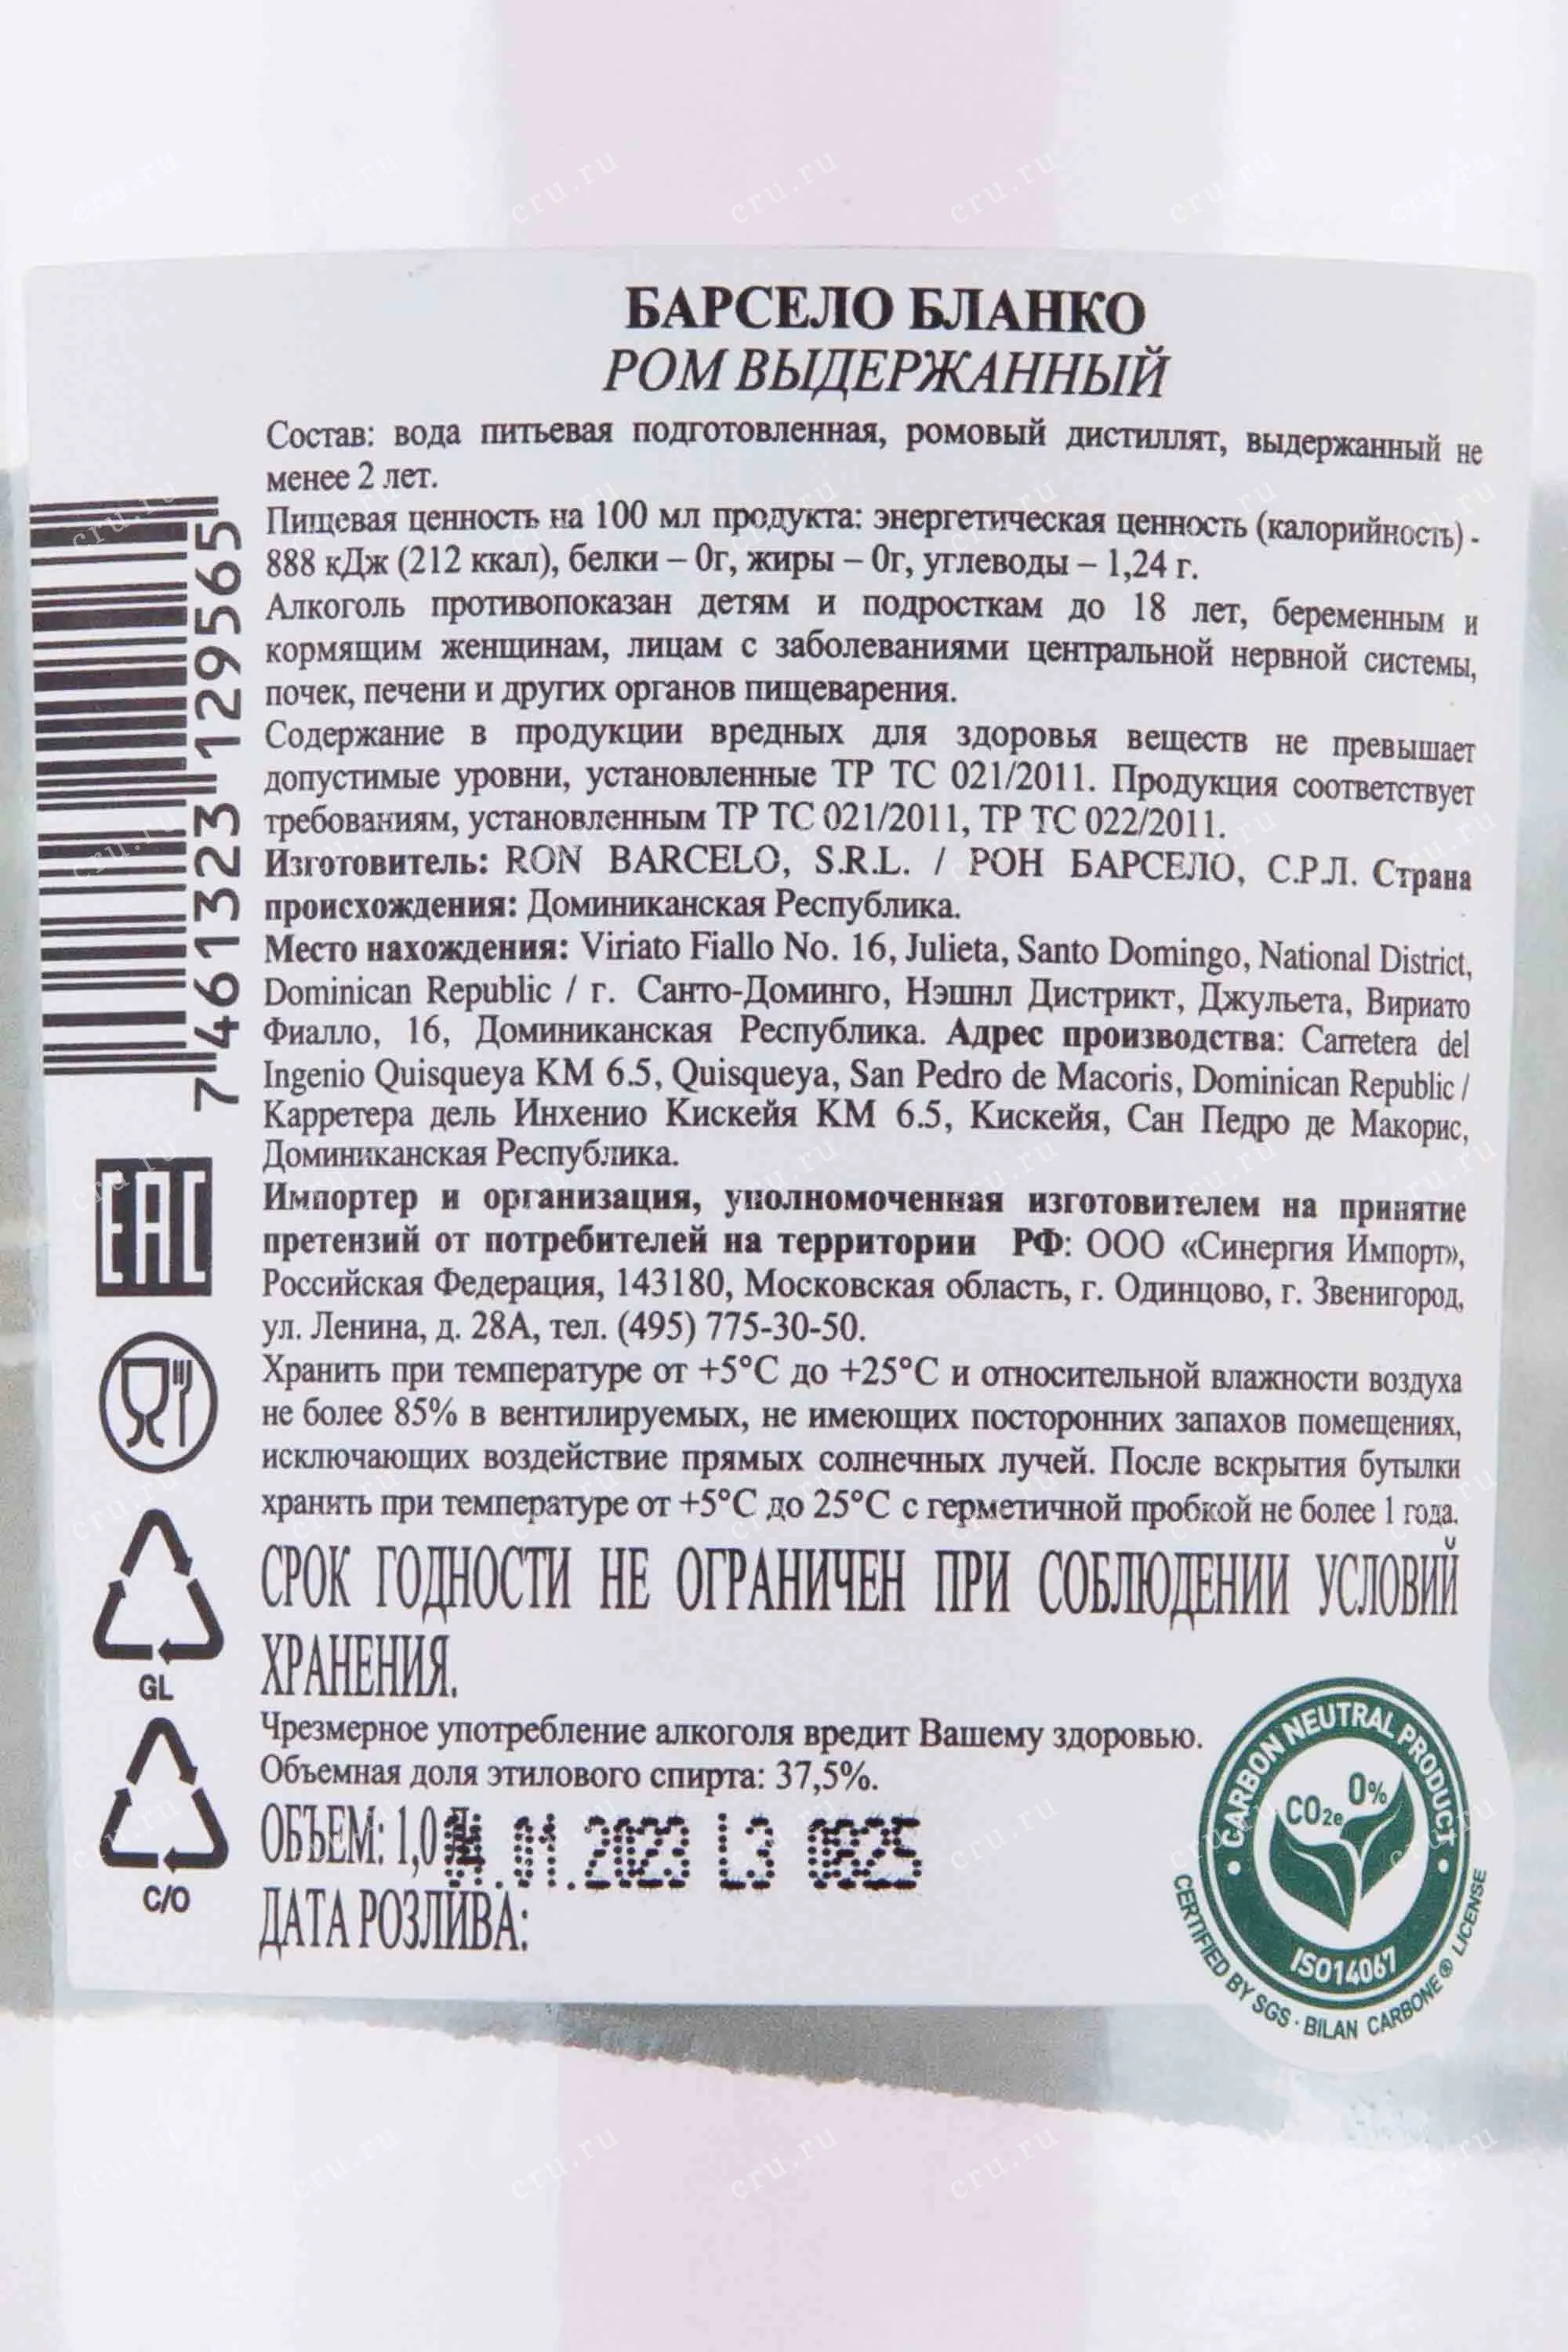 БАРСЕЛО БЛАНКО
РОМ ВЫДЕРЖАННЫЙ
Состав: вода питьевая подготовленная, ромовый дистиллят, выдержанный не
менее 2 лет.
Пищевая ценность на 100 мл продукта: энергетическая ценность (калорийность) -
888 кДж (212 ккал), белки – 0г, жиры – 0г, углеводы – 1,24 г.
Алкоголь противопоказан детям и подросткам до 18 лет, беременным и
кормящим женщинам, лицам с заболеваниями центральной нервной системы,
почек, печени и других органов пищеварения.
Содержание в продукции вредных для здоровья веществ не превышает
допустимые уровни, установленные ТР ТС 021/2011. Продукция соответствует
требованиям, установленным ТР ТС 021/2011, ТР ТС 022/2011.
Изготовитель: RON BARCELO, S.R.L. / РОН БАРСЕЛО, С.Р.Л. Страна
происхождения: Доминиканская Республика.
Место нахождения: Viriato Fiallo No. 16, Julieta, Santo Domingo, National District,
Dominican Republic / г. Санто-Доминго, Нэшнл Дистрикт, Джульета, Вириато
Фиалло, 16, Доминиканская Республика. Адрес производства: Carretera del
Ingenio Quisqueya KM 6.5, Quisqueya, San Pedro de Macoris, Dominican Republic /
Карретера дель Инхенио Кискейя КМ 6.5, Кискейя, Сан Педро де Макорис,
Доминиканская Республика.
Импортер и организация, уполномоченная изготовителем на принятие
претензий от потребителей на территории РФ: ООО «Синергия Импорт»,
Российская Федерация, 143180, Московская область, г. Одинцово, г. Звенигород,
ул. Ленина, д. 28А, тел. (495) 775-30-50.
Хранить при температуре от +5°С до +25°С и относительной влажности воздуха
не более 85% в вентилируемых, не имеющих посторонних запахов помещениях,
исключающих воздействие прямых солнечных лучей. После вскрытия бутылки
хранить при температуре от +5°С до 25°С с герметичной пробкой не более 1 года.
СРОК ГОДНОСТИ НЕ ОГРАНИЧЕН ПРИ СОБЛЮДЕНИИ УСЛОВИЙ
ХРАНЕНИЯ.
Чрезмерное употребление алкоголя вредит Вашему здоровью.
Объемная доля этилового спирта: 37,5%.
ОБЪЕМ: 1,0 L3
ДАТА РОЗЛИВА:
7 461323 129565
EAC
GL
C/O
CARBON NEUTRAL PRODUCT
CO2e 0%
ISO14067
CERTIFIED BY SGS · BILAN CARBONE® LICENSE
cru.ru